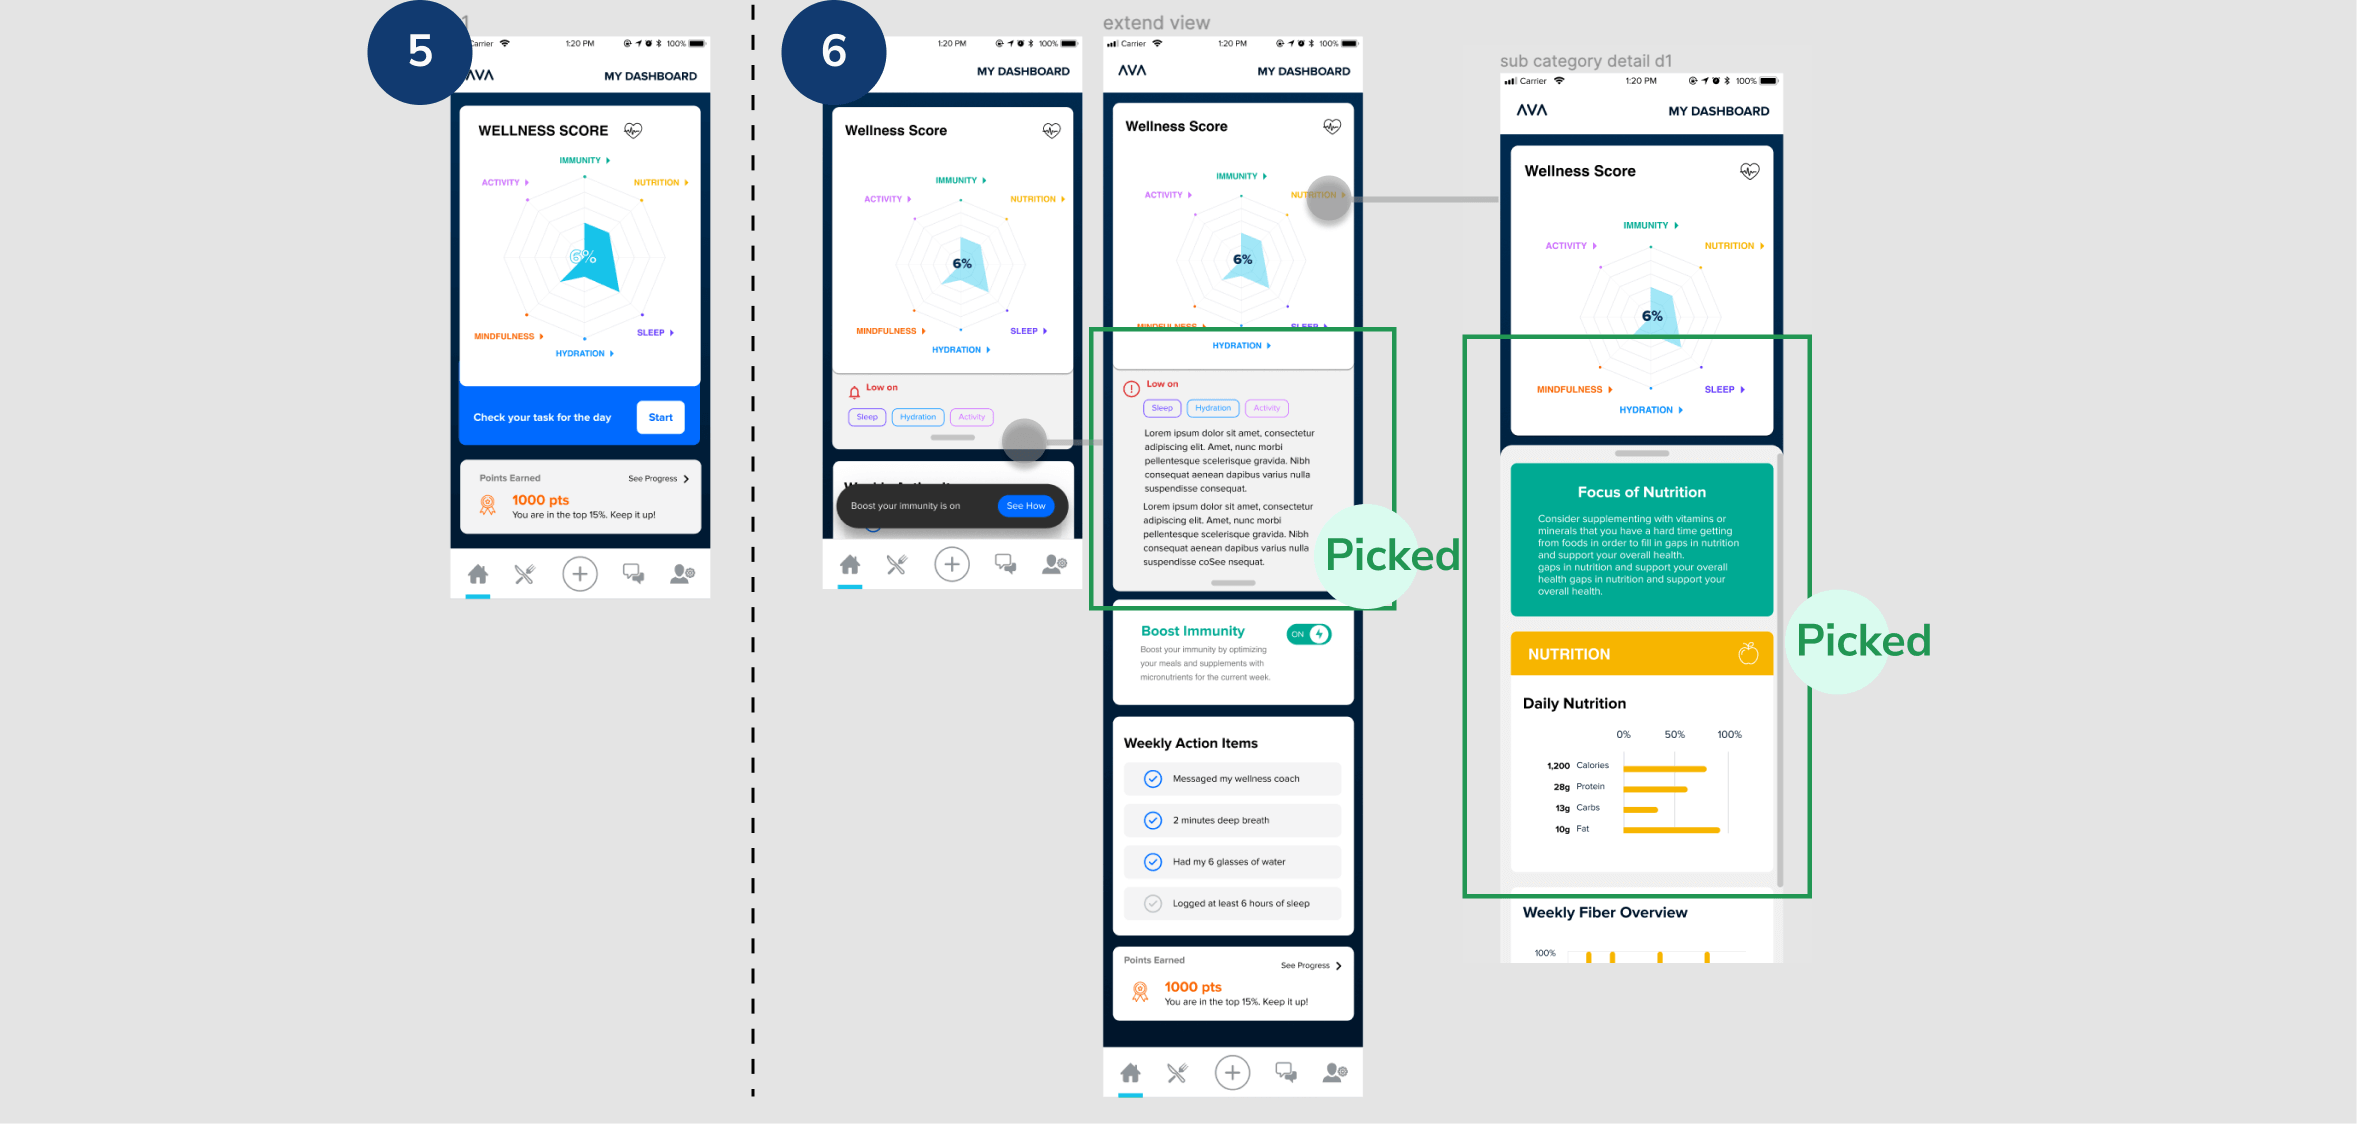 5
1
Carrier
1:20 PM
100%
AVA
MY DASHBOARD
WELLNESS SCORE
IMMUNITY
ACTIVITY
NUTRITION
6%
MINDFULNESS
SLEEP
HYDRATION
Check your task for the day
Start
Points Earned
See Progress
1000 pts
You are in the top 15%. Keep it up!
6
1:20 PM
100%
MY DASHBOARD
Wellness Score
IMMUNITY
ACTIVITY
NUTRITION
6%
MINDFULNESS
SLEEP
HYDRATION
Low on
Sleep
Hydration
Activity
Boost your immunity is on
See How
extend view
Carrier
1:20 PM
100%
AVA
MY DASHBOARD
Wellness Score
IMMUNITY
ACTIVITY
NUTRITION
6%
MINDFULNESS
SLEEP
HYDRATION
Low on
Sleep
Hydration
Activity
Lorem ipsum dolor sit amet, consectetur
adipiscing elit. Amet, nunc morbi
pellentesque scelerisque gravida. Nibh
consequat aenean dapibus varius nulla
suspendisse consequat.
Lorem ipsum dolor sit amet, consectetur
adipiscing elit. Amet, nunc morbi
pellentesque scelerisque gravida. Nibh
consequat aenean dapibus varius nulla
suspendisse coSee nsequat.
Picked
Boost Immunity
ON
Boost your immunity by optimizing
your meals and supplements with
micronutrients for the current week.
Weekly Action Items
Messaged my wellness coach
2 minutes deep breath
Had my 6 glasses of water
Logged at least 6 hours of sleep
Points Earned
See Progress
1000 pts
You are in the top 15%. Keep it up!
sub category detail d1
Carrier
1:20 PM
100%
AVA
MY DASHBOARD
Wellness Score
IMMUNITY
ACTIVITY
NUTRITION
6%
MINDFULNESS
SLEEP
HYDRATION
Focus of Nutrition
Consider supplementing with vitamins or
minerals that you have a hard time getting
from foods in order to fill in gaps in nutrition
and support your overall health.
gaps in nutrition and support your overall
health gaps in nutrition and support your
overall health.
NUTRITION
Picked
Daily Nutrition
0% 50% 100%
1,200 Calories
28g Protein
13g Carbs
10g Fat
Weekly Fiber Overview
100%